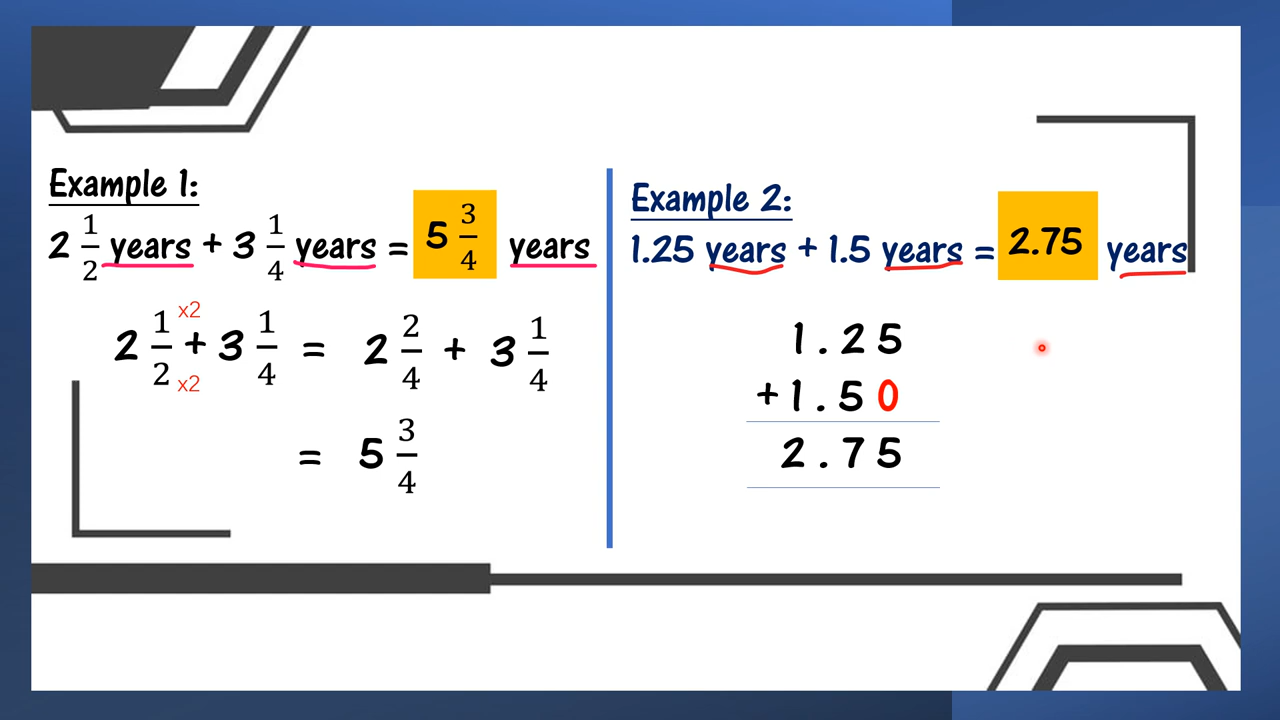 Example 1:
2 1/2 years + 3 1/4 years = 5 3/4 years
x2
2 1/2 + 3 1/4 = 2 2/4 + 3 1/4
x2
= 5 3/4
Example 2:
1.25 years + 1.5 years = 2.75 years
1.25
+1.50
2.75